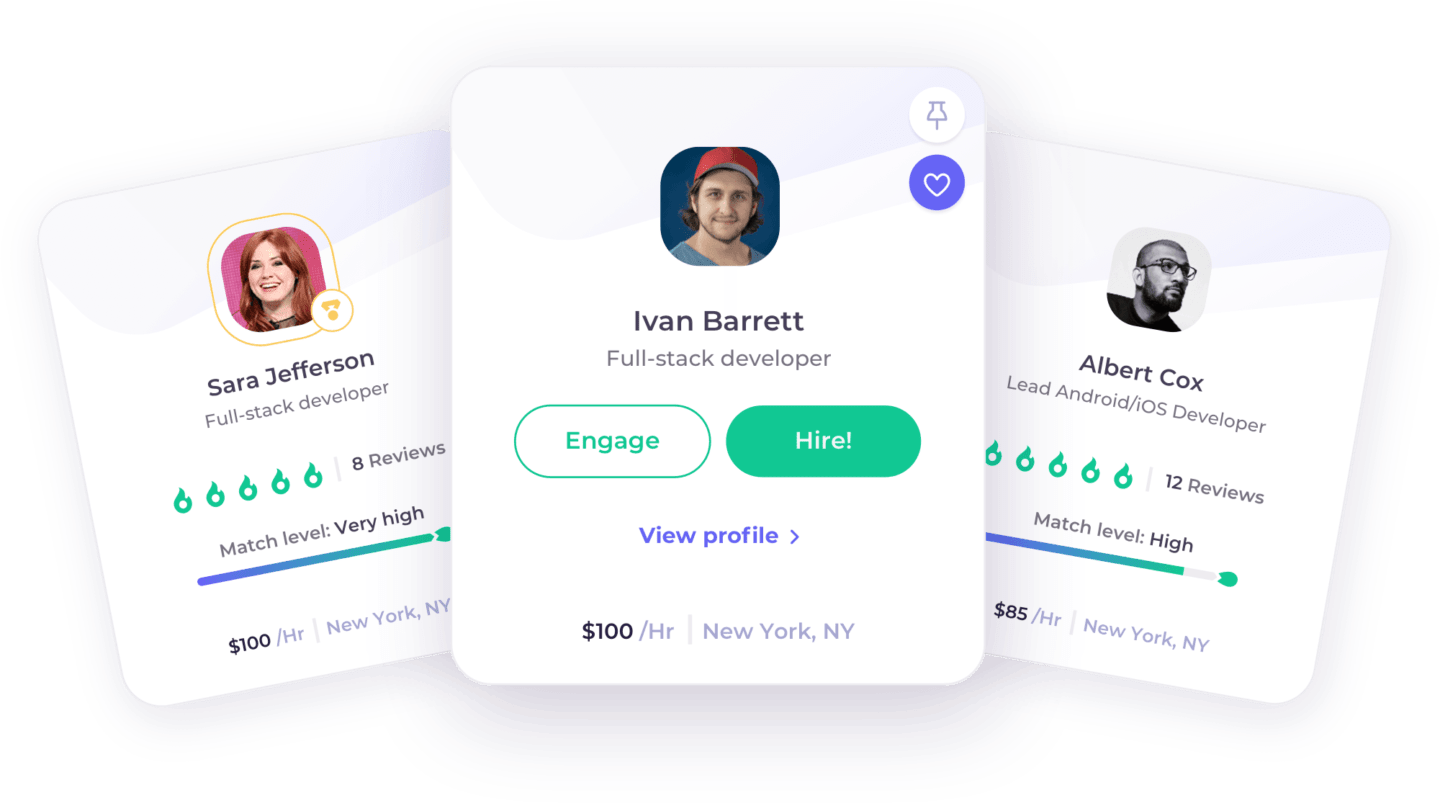 Sara Jefferson
Full-stack developer
8 Reviews
Match level: Very high
$100 /Hr | New York, NY
Ivan Barrett
Full-stack developer
Engage
Hire!
View profile
$100 /Hr | New York, NY
Albert Cox
Lead Android/iOS Developer
12 Reviews
Match level: High
$85 /Hr | New York, NY